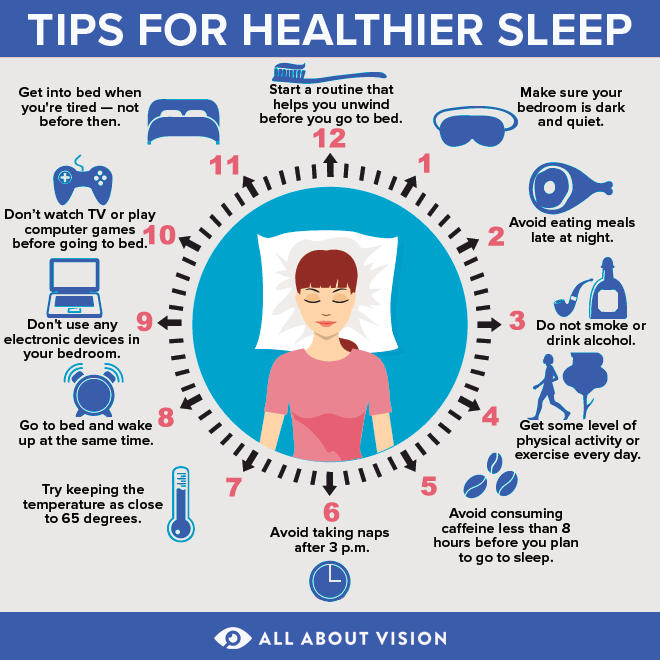 TIPS FOR HEALTHIER SLEEP
12
Start a routine that
helps you unwind
before you go to bed.
1
Make sure your
bedroom is dark
and quiet.
2
Avoid eating meals
late at night.
3
Do not smoke or
drink alcohol.
4
Get some level of
physical activity or
exercise every day.
5
Avoid consuming
caffeine less than 8
hours before you plan
to go to sleep.
6
Avoid taking naps
after 3 p.m.
7
Try keeping the
temperature as close
to 65 degrees.
8
Go to bed and wake
up at the same time.
9
Don't use any
electronic devices in
your bedroom.
10
Don't watch TV or play
computer games
before going to bed.
11
Get into bed when
you're tired — not
before then.
ALL ABOUT VISION